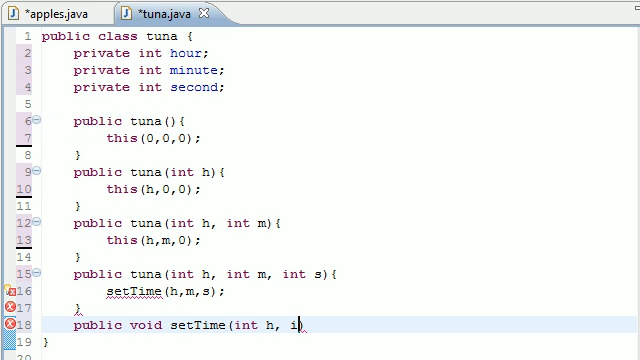 *apples.java *tuna.java
1 public class tuna {
2 private int hour;
3 private int minute;
4 private int second;
5
6 public tuna(){
7 this(0,0,0);
8 }
9 public tuna(int h){
10 this(h,0,0);
11 }
12 public tuna(int h, int m){
13 this(h,m,0);
14 }
15 public tuna(int h, int m, int s){
16 setTime(h,m,s);
17 }
18 public void setTime(int h, i)
19 }
20